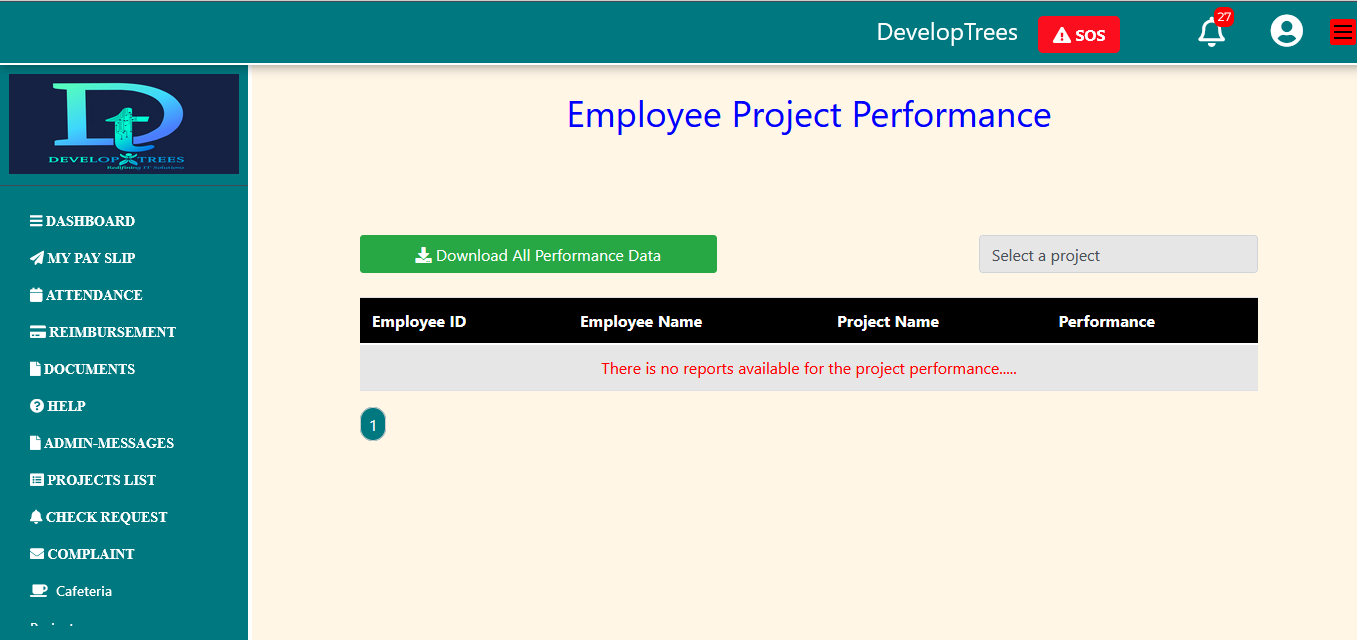 DevelopTrees
SOS
27
DEVELOP TREES
Redifining IT Solutions
Employee Project Performance
DASHBOARD
MY PAY SLIP
ATTENDANCE
REIMBURSEMENT
DOCUMENTS
HELP
ADMIN-MESSAGES
PROJECTS LIST
CHECK REQUEST
COMPLAINT
Cafeteria
Download All Performance Data
Select a project
Employee ID Employee Name Project Name Performance
There is no reports available for the project performance.....
1